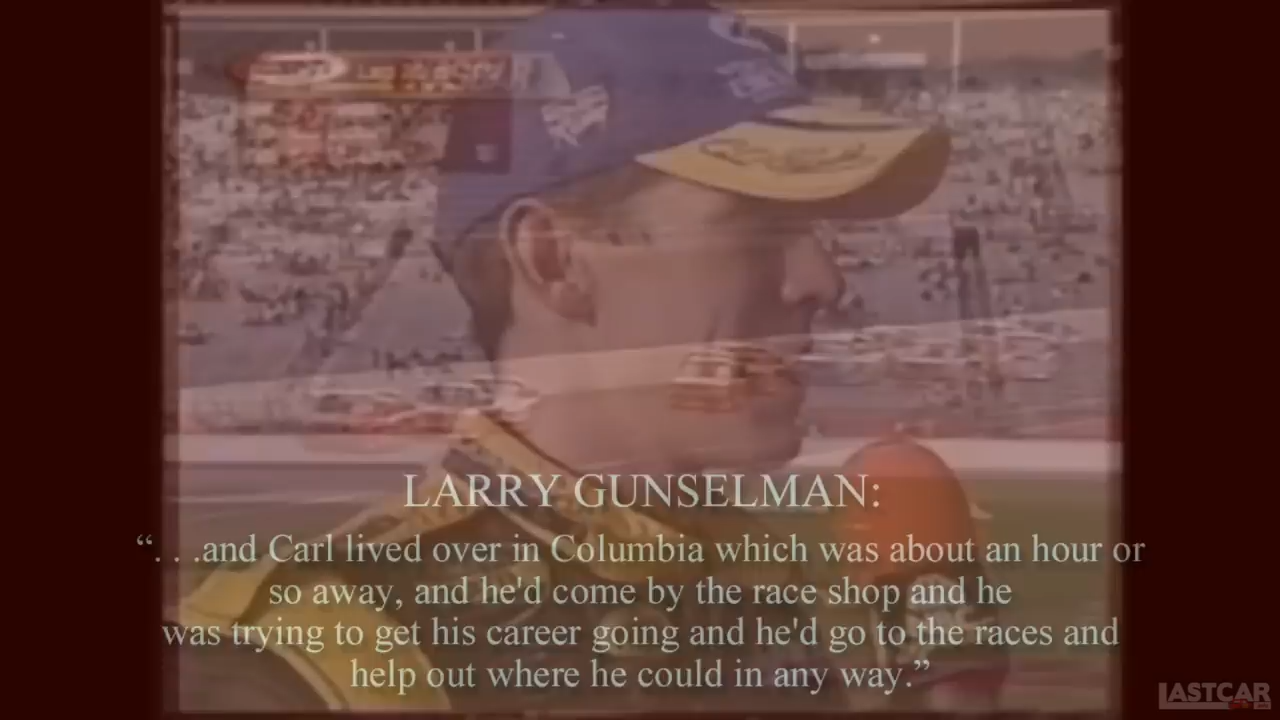 LARRY GUNSELMAN:
“. . .and Carl lived over in Columbia which was about an hour or
so away, and he'd come by the race shop and he
was trying to get his career going and he'd go to the races and
help out where he could in any way.”
LASTCAR